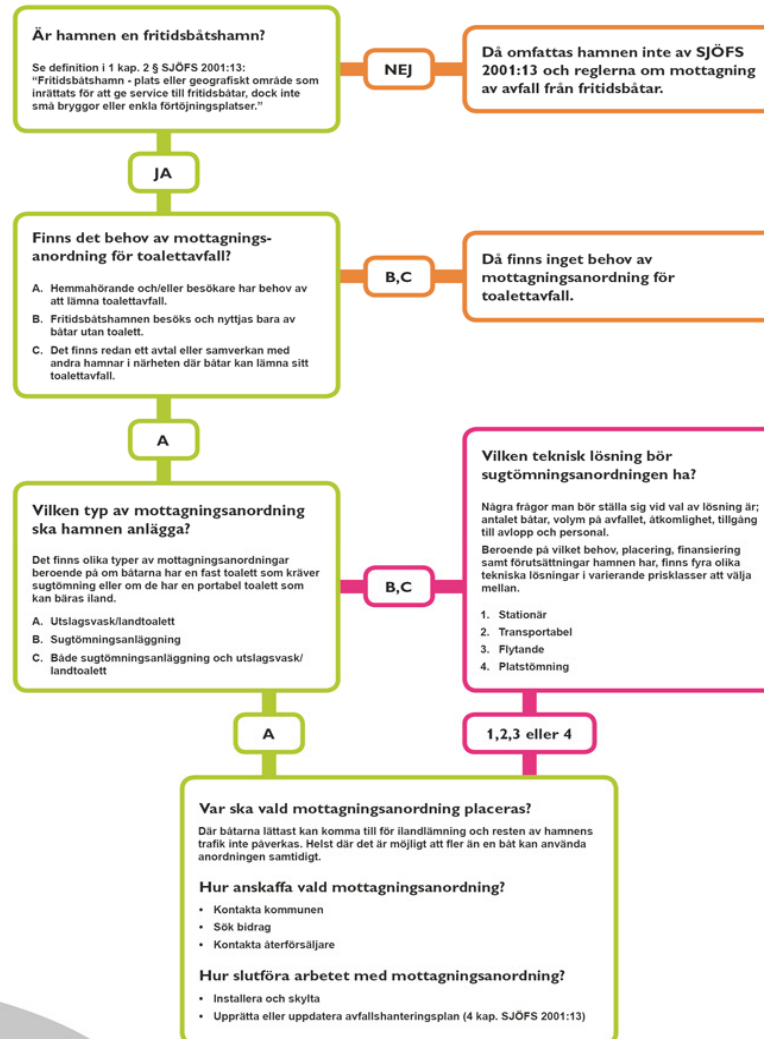 Är hamnen en fritidsbåtshamn?
Se definition i 1 kap. 2 § SJÖFS 2001:13:
“Fritidsbåtshamn - plats eller geografiskt område som
inrättats för att ge service till fritidsbåtar, dock inte
små bryggor eller enkla förtöjningsplatser.”
NEJ
Då omfattas hamnen inte av SJÖFS
2001:13 och reglerna om mottagning
av avfall från fritidsbåtar.
JA
Finns det behov av mottagnings-
anordning för toalettavfall?
A. Hemmahörande och/eller besökare har behov av
att lämna toalettavfall.
B. Fritidsbåtshamnen besöks och nyttjas bara av
båtar utan toalett.
C. Det finns redan ett avtal eller samverkan med
andra hamnar i närheten där båtar kan lämna sitt
toalettavfall.
B,C
Då finns inget behov av
mottagningsanordning för
toalettavfall.
A
Vilken typ av mottagningsanordning
ska hamnen anlägga?
Det finns olika typer av mottagningsanordningar
beroende på om båtarna har en fast toalett som kräver
sugtömning eller om de har en portabel toalett som
kan bäras iland.
A. Utslagsvask/landtoalett
B. Sugtömningsanläggning
C. Både sugtömningsanläggning och utslagsvask/
landtoalett
B,C
Vilken teknisk lösning bör
sugtömningsanordningen ha?
Några frågor man bör ställa sig vid val av lösning är;
antalet båtar, volym på avfallet, åtkomlighet, tillgång
till avlopp och personal.
Beroende på vilket behov, placering, finansiering
samt förutsättningar hamnen har, finns fyra olika
tekniska lösningar i varierande prisklasser att välja
mellan.
1. Stationär
2. Transportabel
3. Flytande
4. Platstömning
A
1,2,3 eller 4
Var ska vald mottagningsanordning placeras?
Där båtarna lättast kan komma till för ilandlämning och resten av hamnens
trafik inte påverkas. Helst där det är möjligt att fler än en båt kan använda
anordningen samtidigt.
Hur anskaffa vald mottagningsanordning?
• Kontakta kommunen
• Sök bidrag
• Kontakta återförsäljare
Hur slutföra arbetet med mottagningsanordning?
• Installera och skylta
• Upprätta eller uppdatera avfallshanteringsplan (4 kap. SJÖFS 2001:13)